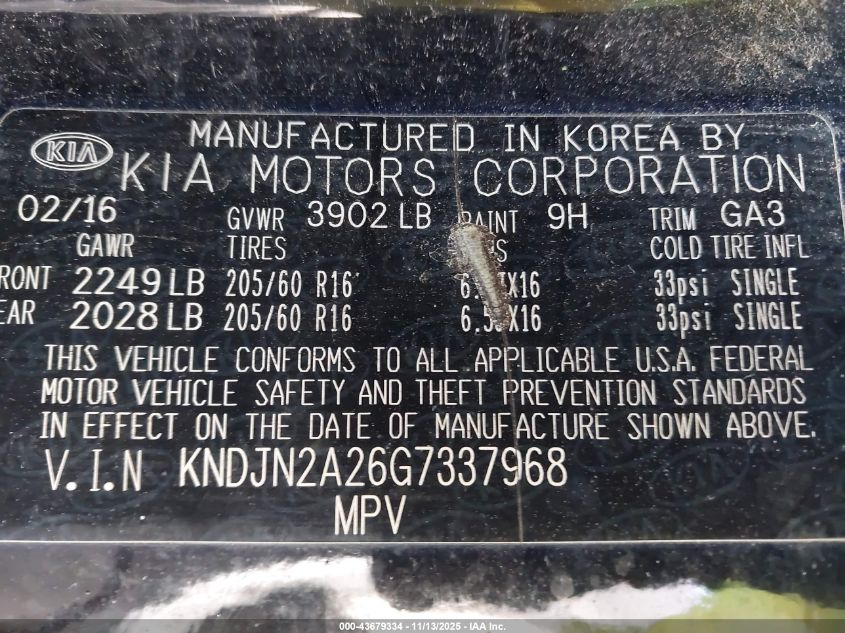 KIA
MANUFACTURED IN KOREA BY
KIA MOTORS CORPORATION
02/16 GVWR 3902 LB PAINT 9H TRIM GA3
GAWR TIRES COLD TIRE INFL
RONT 2249 LB 205/60 R16 33psi SINGLE
EAR 2028 LB 205/60 R16 33psi SINGLE
THIS VEHICLE CONFORMS TO ALL APPLICABLE U.S.A. FEDERAL
MOTOR VEHICLE SAFETY AND THEFT PREVENTION STANDARDS
IN EFFECT ON THE DATE OF MANUFACTURE SHOWN ABOVE.
V.I.N KNDJN2A26G7337968
MPV
000-43679334 - 11/13/2025 - IAA Inc.